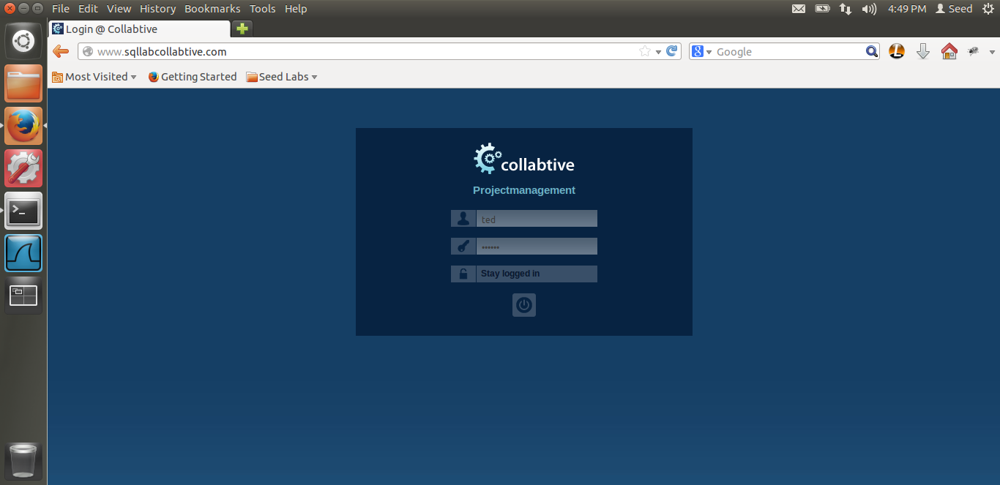 File Edit View History Bookmarks Tools Help 4:49 PM Seed
Login @ Collabtive
www.sqllabcollabtive.com Google
Most Visited Getting Started Seed Labs
collabtive
Projectmanagement
ted
••••••
Stay logged in